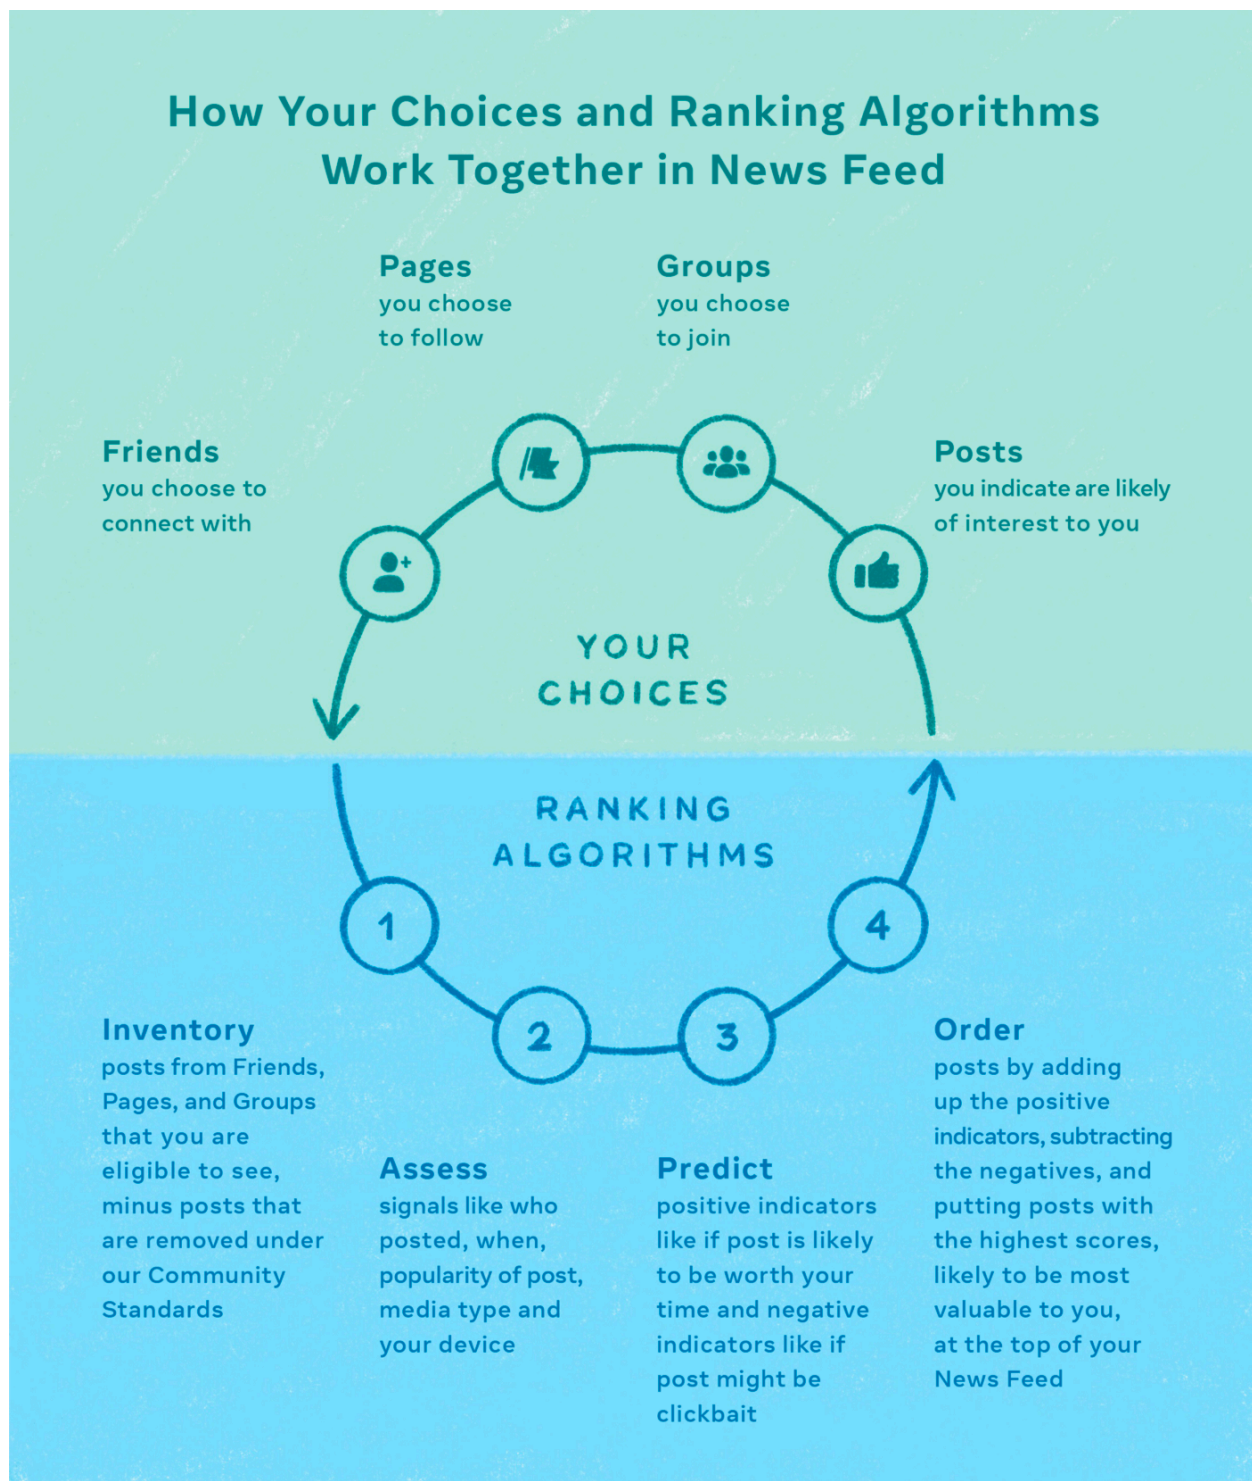 How Your Choices and Ranking Algorithms
Work Together in News Feed
Pages
you choose
to follow
Groups
you choose
to join
Friends
you choose to
connect with
Posts
you indicate are likely
of interest to you
YOUR
CHOICES
RANKING
ALGORITHMS
1
2
3
4
Inventory
posts from Friends,
Pages, and Groups
that you are
eligible to see,
minus posts that
are removed under
our Community
Standards
Assess
signals like who
posted, when,
popularity of post,
media type and
your device
Predict
positive indicators
like if post is likely
to be worth your
time and negative
indicators like if
post might be
clickbait
Order
posts by adding
up the positive
indicators, subtracting
the negatives, and
putting posts with
the highest scores,
likely to be most
valuable to you,
at the top of your
News Feed